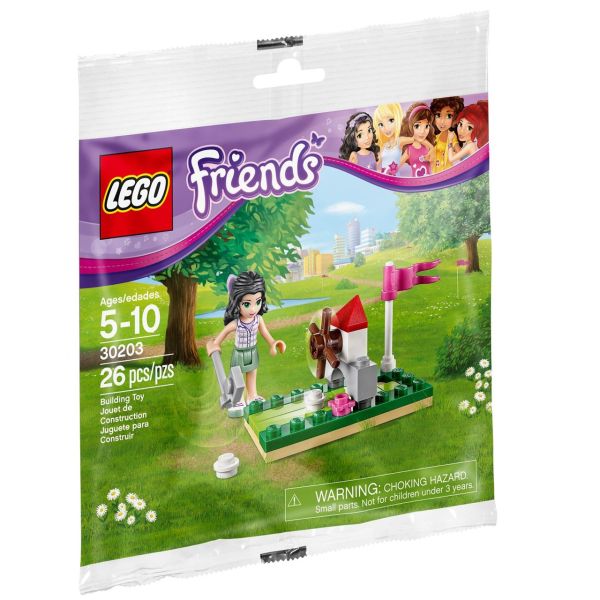 LEGO
Friends
Ages/edades
5-10
30203
26 pcs/pzs
Building Toy
Jouet de
Construction
Juguete para
Construir
WARNING: CHOKING HAZARD.
Small parts. Not for children under 3 years.